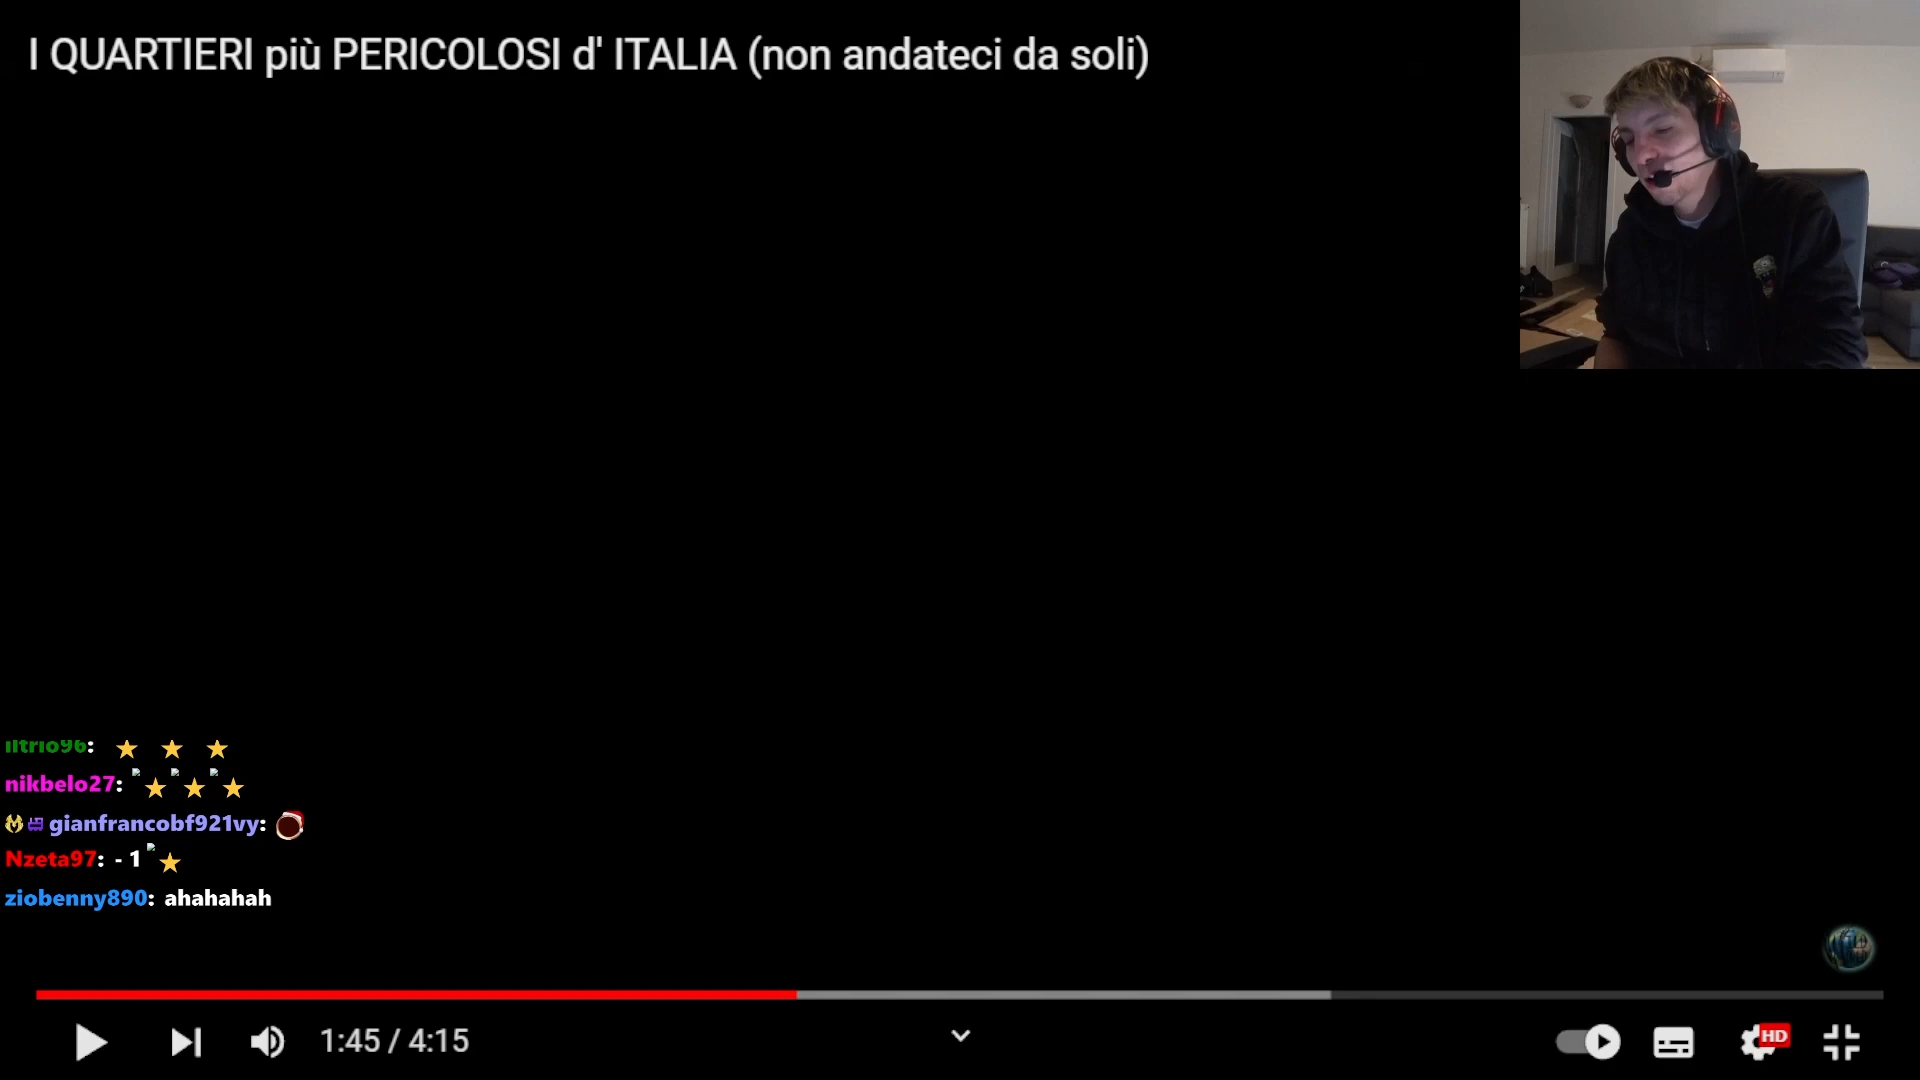 I QUARTIERI più PERICOLOSI d' ITALIA (non andateci da soli)
iltrio96:
nikbelo27:
gianfrancobf921vy:
Nzeta97: - 1
ziobenny890: ahahahah
1:45 / 4:15
HD